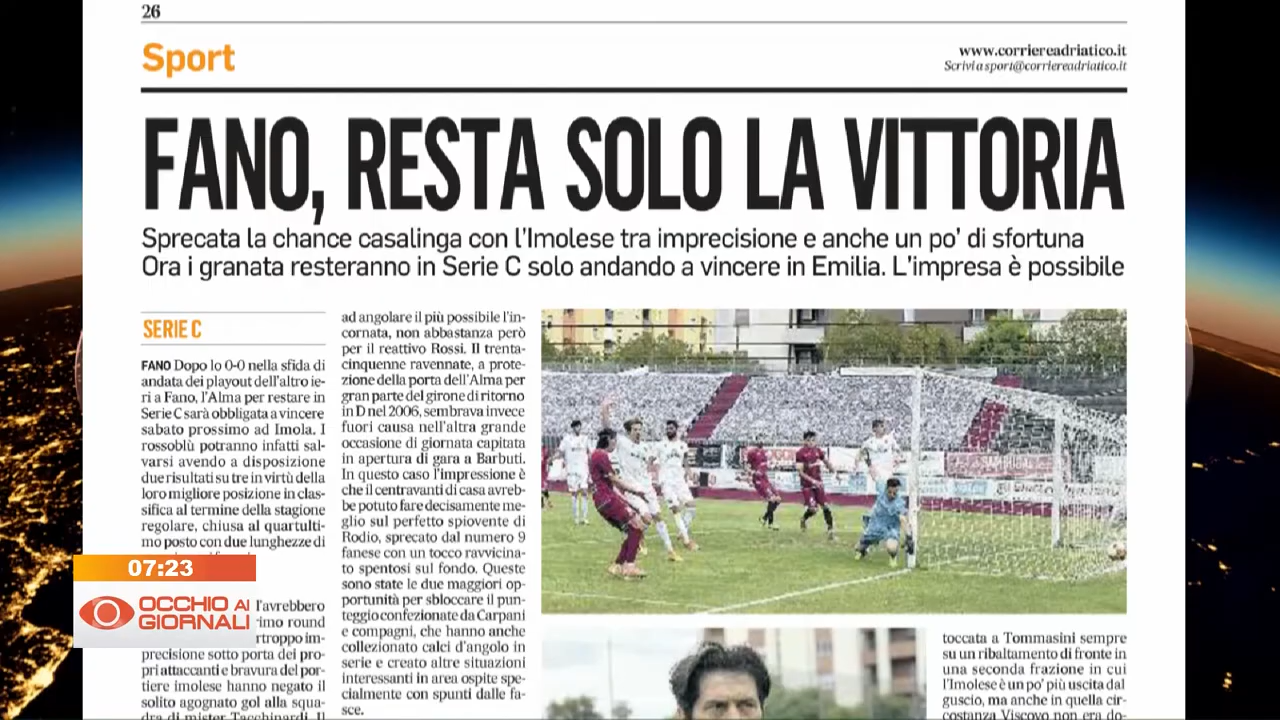 26
Sport
www.corriereadriatico.it
Scrivi a sport@corriereadriatico.it
FANO, RESTA SOLO LA VITTORIA
Sprecata la chance casalinga con l'Imolese tra imprecisione e anche un po' di sfortuna
Ora i granata resteranno in Serie C solo andando a vincere in Emilia. L'impresa è possibile
SERIE C
FANO Dopo lo 0-0 nella sfida di
andata dei playout dell'altro ie-
ri a Fano, l'Alma per restare in
Serie C sarà obbligata a vincere
sabato prossimo ad Imola. I
rossoblù potranno infatti sal-
varsi avendo a disposizione
due risultati su tre in virtù della
loro migliore posizione in clas-
sifica al termine della stagione
regolare, chiusa al quartulti-
mo posto con due lunghezze di
07:23
OCCHIO AI
GIORNALI
l'avrebbero
rimo round
rtroppo im-
precisione sotto porta dei pro-
pri attaccanti e bravura del por-
tiere imolese hanno negato il
solito agognato gol alla squa-
dra di mister Tacchinardi. Il
ad angolare il più possibile l'in-
cornata, non abbastanza però
per il reattivo Rossi. Il trenta-
cinquenne ravennate, a prote-
zione della porta dell'Alma per
gran parte del girone di ritorno
in D nel 2006, sembrava invece
fuori causa nell'altra grande
occasione di giornata capitata
in apertura di gara a Barbuti.
In questo caso l'impressione è
che il centravanti di casa avreb-
be potuto fare decisamente me-
glio sul perfetto spiovente di
Rodio, sprecato dal numero 9
fanese con un tocco ravvicina-
to spentosi sul fondo. Queste
sono state le due maggiori op-
portunità per sbloccare il pun-
teggio confezionate da Carpani
e compagni, che hanno anche
collezionato calci d'angolo in
serie e creato altre situazioni
interessanti in area ospite spe-
cialmente con spunti dalle fa-
sce.
toccata a Tommasini sempre
su un ribaltamento di fronte in
una seconda frazione in cui
l'Imolese è un po' più uscita dal
guscio, ma anche in quella cir-
costanza Viscovo non era do-